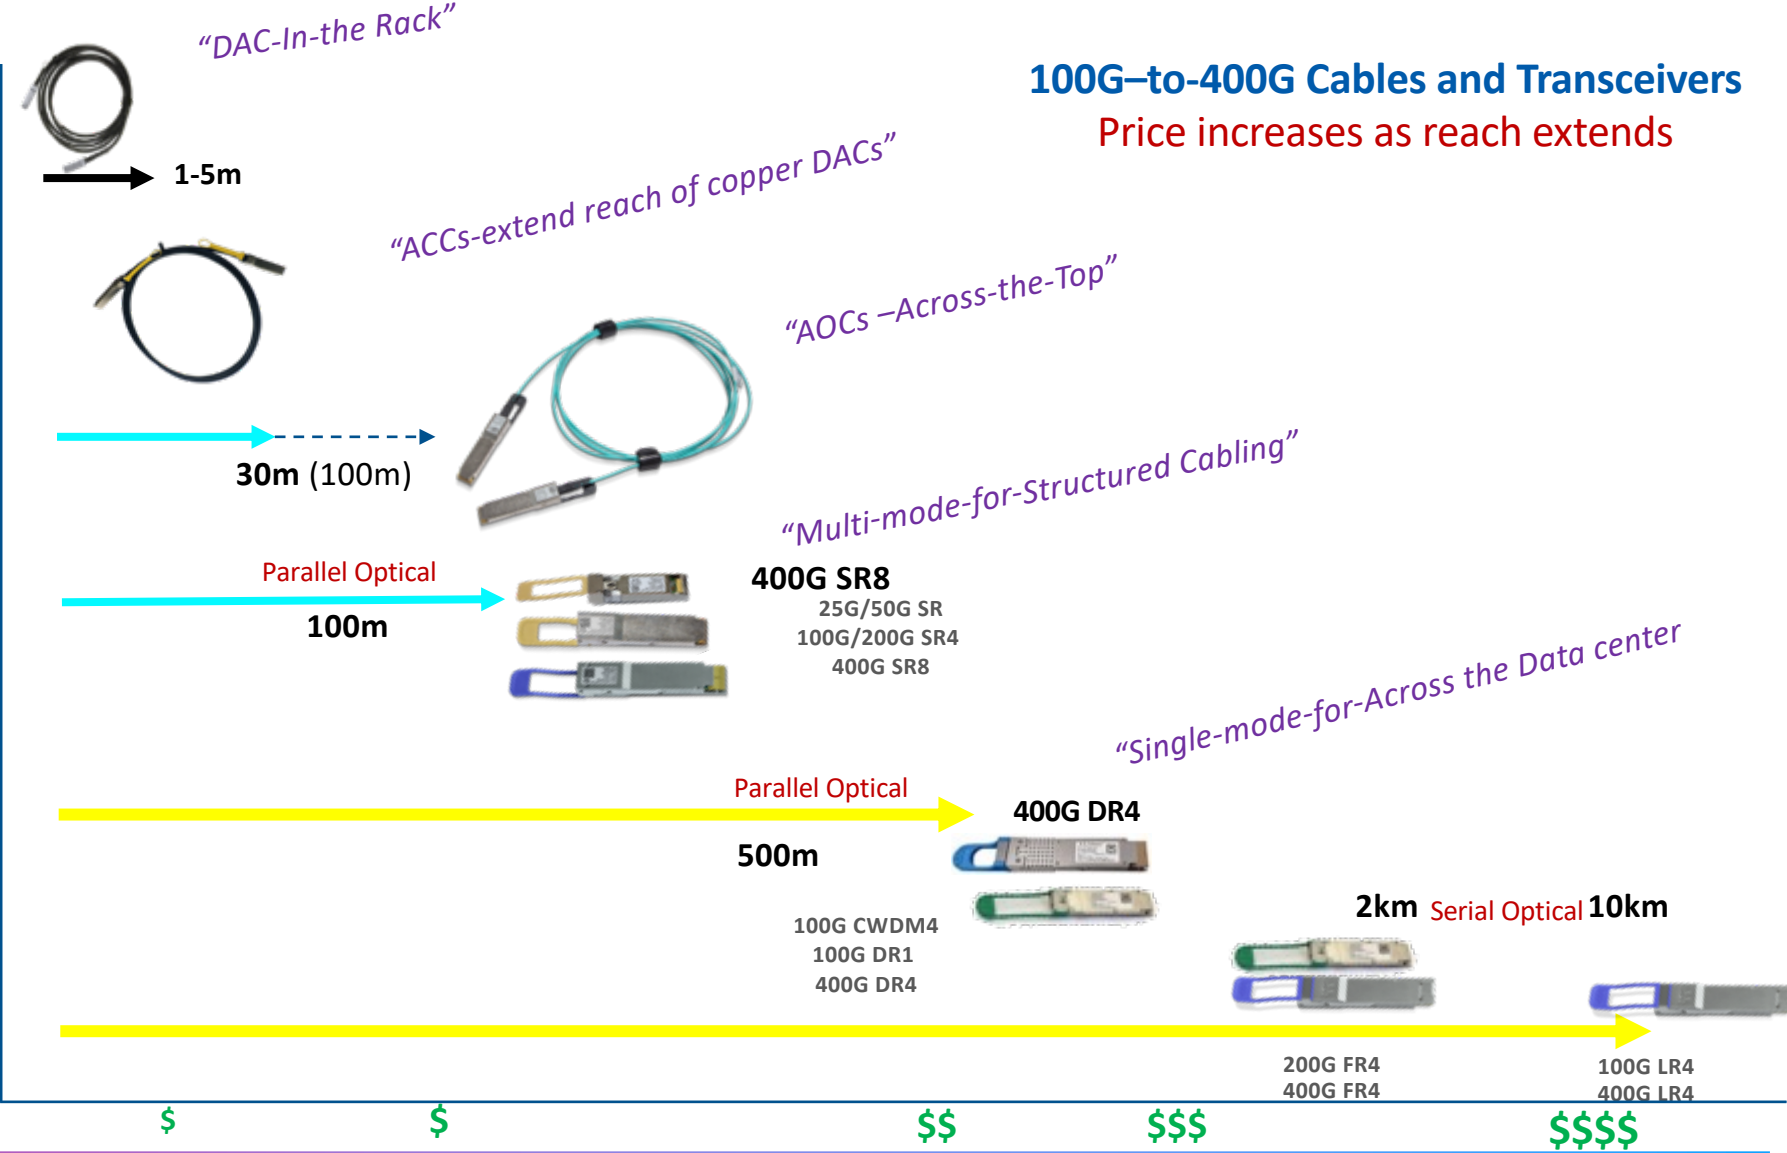 “DAC-In-the Rack”
100G–to-400G Cables and Transceivers
Price increases as reach extends
1-5m
“ACCs-extend reach of copper DACs”
“AOCs –Across-the-Top”
30m (100m)
“Multi-mode-for-Structured Cabling”
Parallel Optical
100m
400G SR8
25G/50G SR
100G/200G SR4
400G SR8
“Single-mode-for-Across the Data center
Parallel Optical
500m
400G DR4
100G CWDM4
100G DR1
400G DR4
2km Serial Optical 10km
200G FR4
400G FR4
100G LR4
400G LR4
$ $ $$ $$$ $$$$